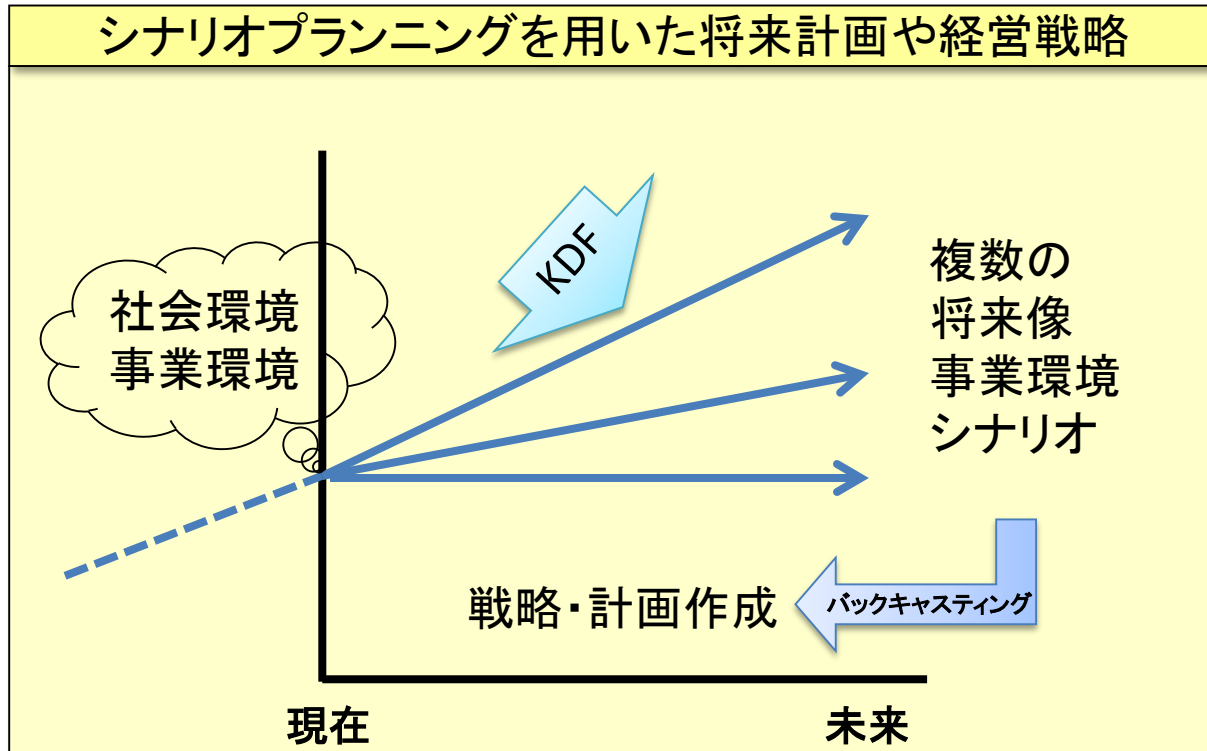 シナリオプランニングを用いた将来計画や経営戦略
社会環境
事業環境
KDF
複数の
将来像
事業環境
シナリオ
戦略・計画作成
バックキャスティング
現在
未来